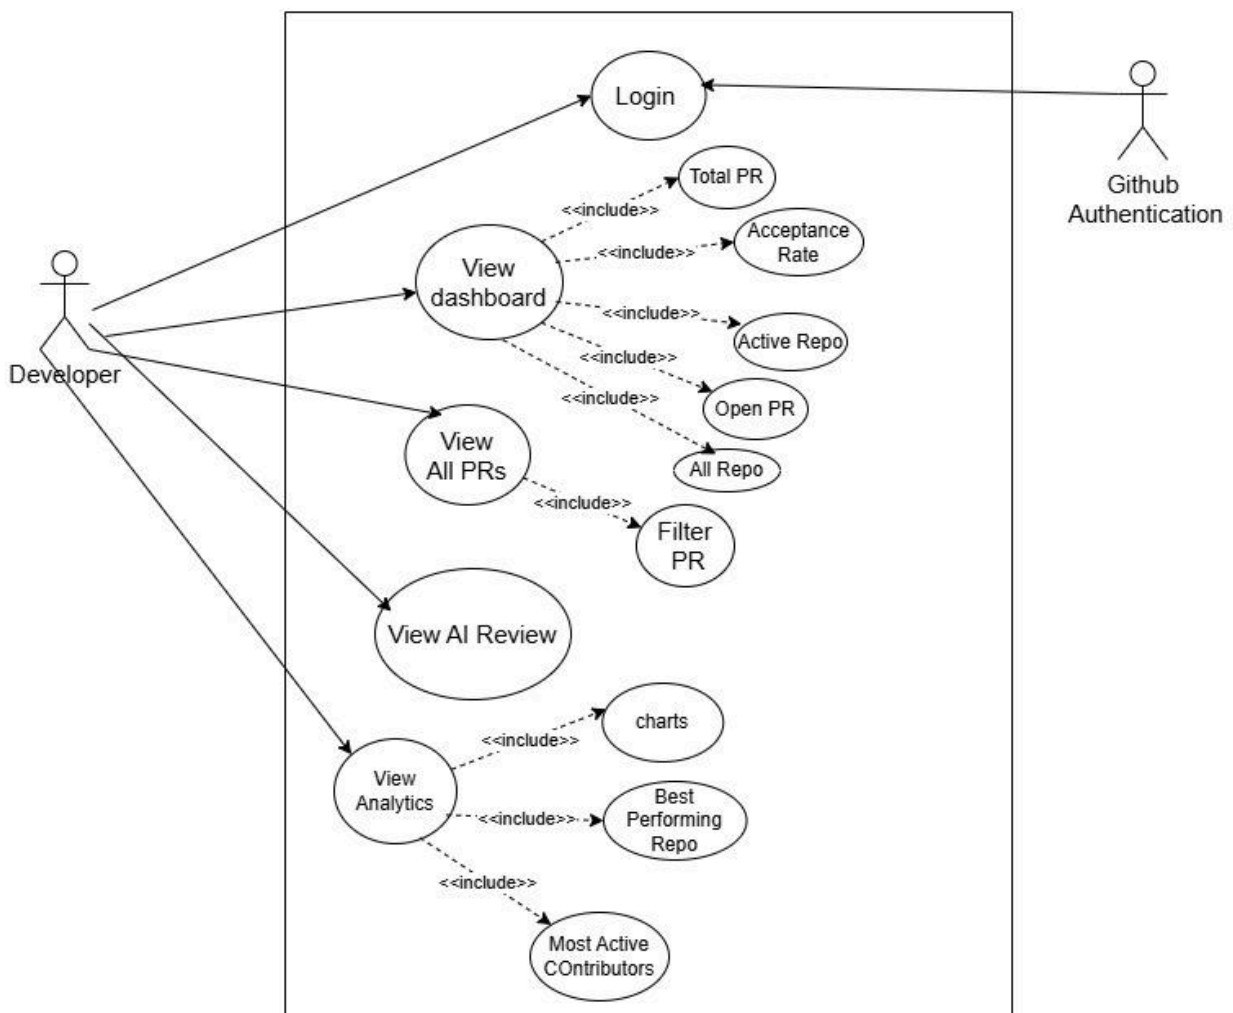 Login
Github
Authentication
Total PR
<<include>>
Acceptance
Rate
<<include>>
View
dashboard
<<include>>
Active Repo
<<include>>
Developer
<<include>>
Open PR
View
All PRs
All Repo
<<include>>
Filter
PR
View AI Review
charts
<<include>>
View
Analytics
Best
Performing
Repo
<<include>>
<<include>>
Most Active
COntributors